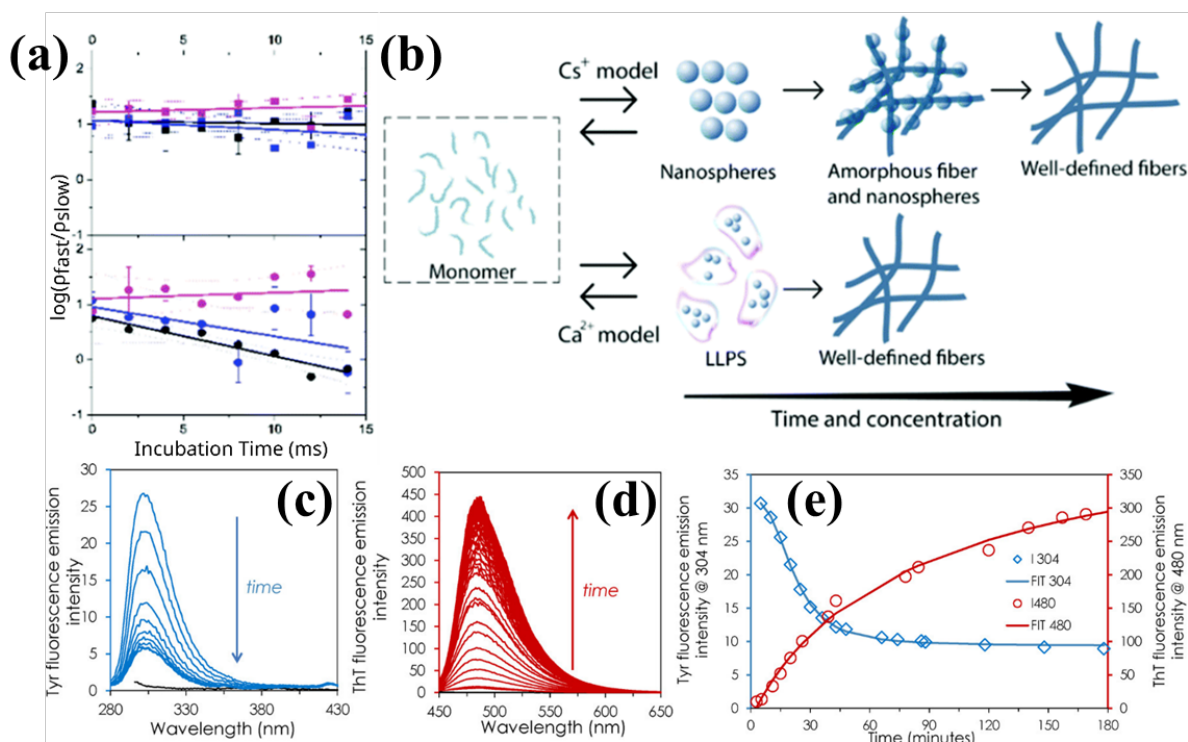 (a)
0
5
10
15
2
1
0
-1
2
1
0
-1
log(ρfast/ρslow)
0
5
10
15
Incubation Time (ms)
(b)
Monomer
Cs⁺ model
Ca²⁺ model
Nanospheres
Amorphous fiber
and nanospheres
Well-defined fibers
LLPS
Well-defined fibers
Time and concentration
(c)
Tyr fluorescence emission
intensity
30
25
20
15
10
5
0
time
280
330
380
430
Wavelength (nm)
(d)
ThT fluorescence emission
intensity
500
450
400
350
300
250
200
150
100
50
0
time
450
500
550
600
650
Wavelength (nm)
(e)
Tyr fluorescence emission
intensity @ 304 nm
35
30
25
20
15
10
5
0
I 304
FIT 304
I480
FIT 480
350
300
250
200
150
100
50
0
ThT fluorescence emission
intensity @ 480 nm
0
30
60
90
120
150
180
Time (minutes)